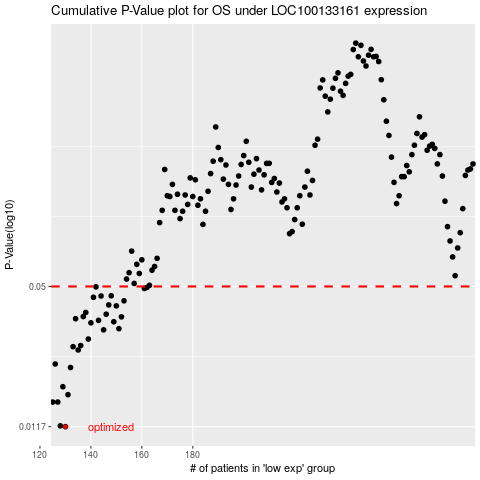 Cumulative P-Value plot for OS under LOC100133161 expression
P-Value(log10)
0.05
0.0117
optimized
120
140
160
180
# of patients in 'low exp' group